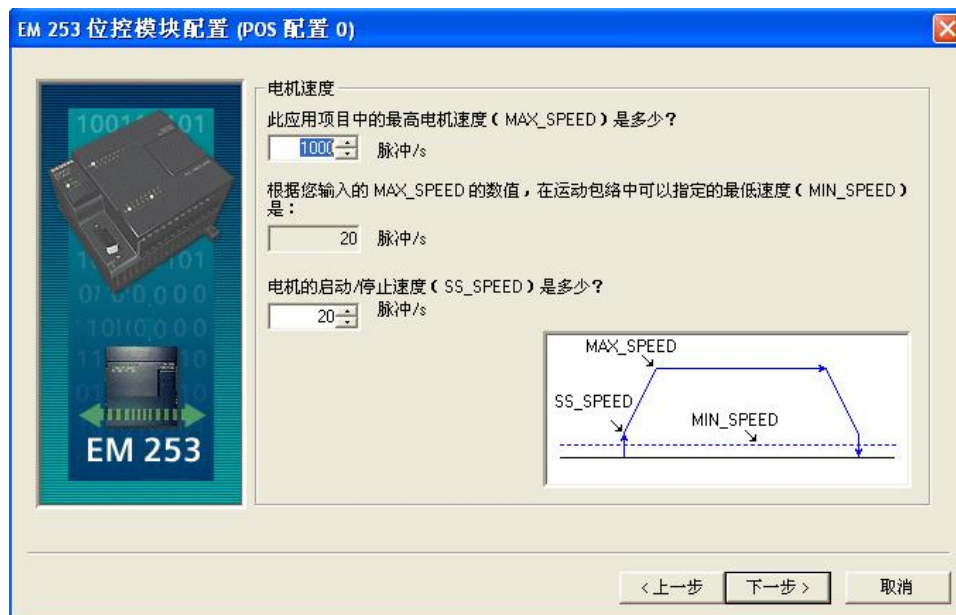 EM 253 位控模块配置 (POS 配置 0)
电机速度
此应用项目中的最高电机速度 ( MAX_SPEED ) 是多少?
1000 脉冲/s
根据您输入的 MAX_SPEED 的数值，在运动包络中可以指定的最低速度 ( MIN_SPEED )
是：
20 脉冲/s
电机的启动/停止速度 ( SS_SPEED ) 是多少?
20 脉冲/s
MAX_SPEED
SS_SPEED
MIN_SPEED
EM 253
<上一步
下一步>
取消